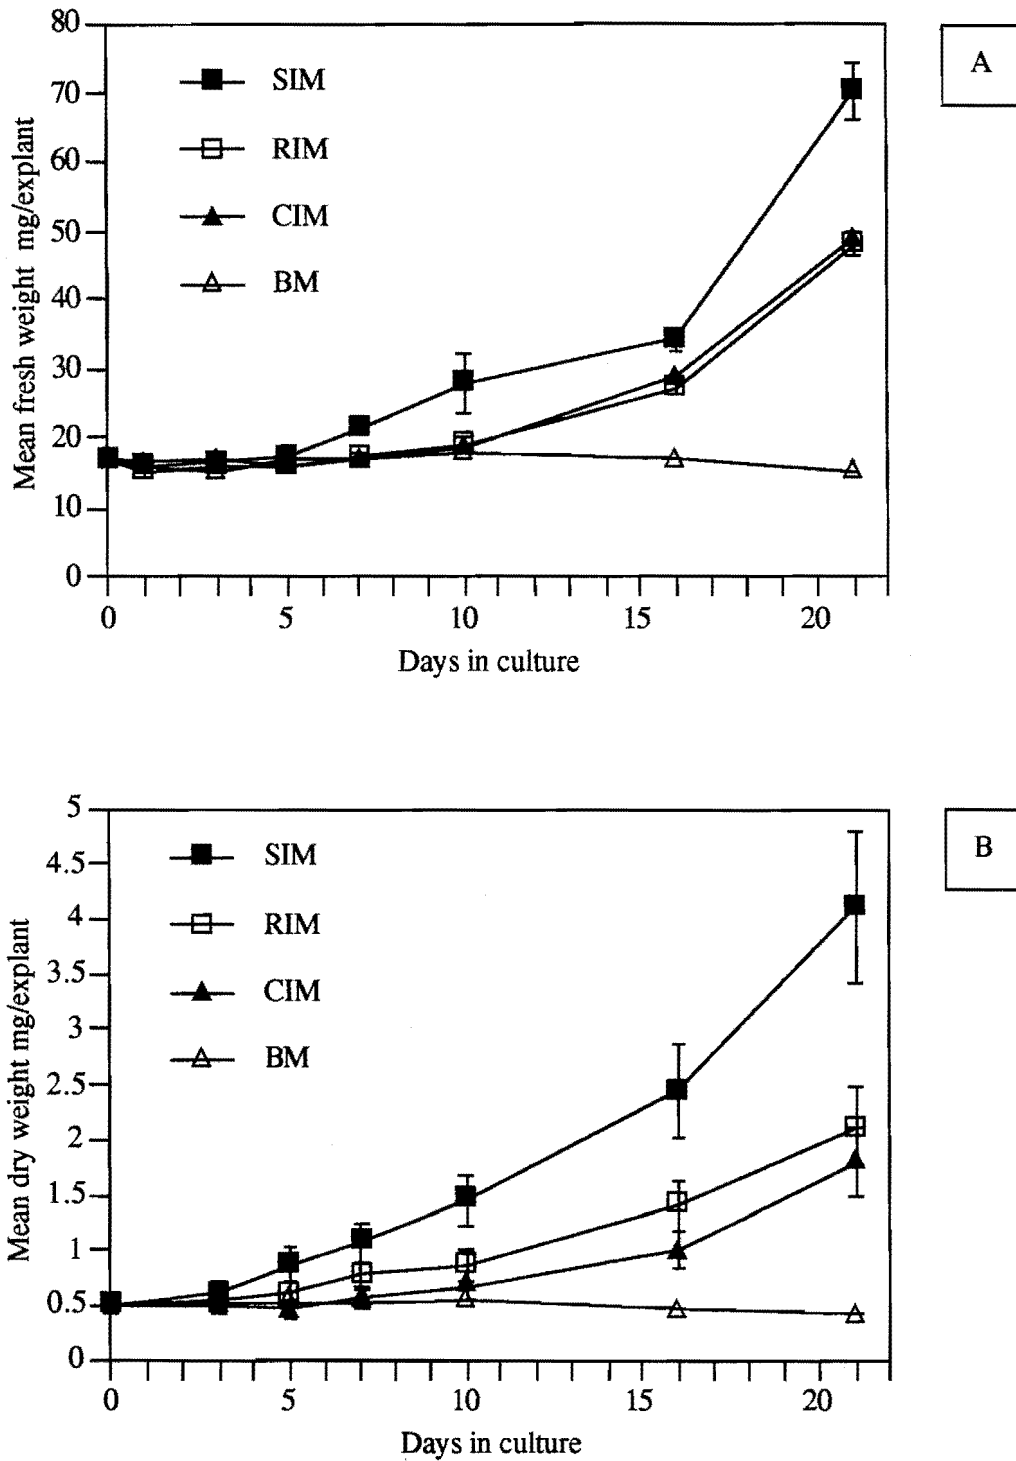 A
80
70
60
50
40
30
20
10
0
Mean fresh weight mg/explant
SIM
RIM
CIM
BM
0 5 10 15 20
Days in culture
B
5
4.5
4
3.5
3
2.5
2
1.5
1
0.5
0
Mean dry weight mg/explant
SIM
RIM
CIM
BM
0 5 10 15 20
Days in culture